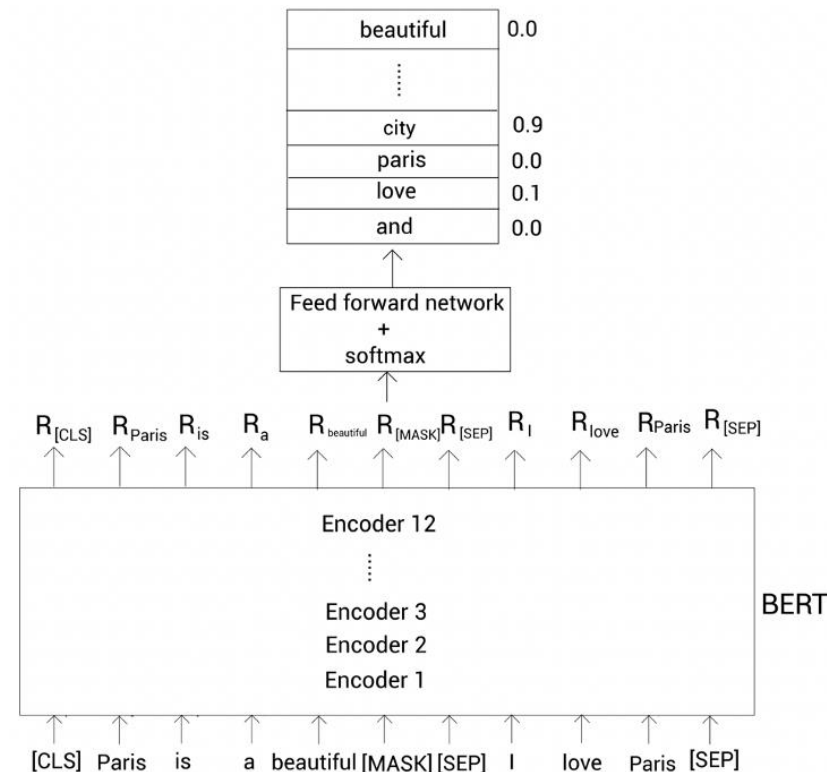 beautiful 0.0
city 0.9
paris 0.0
love 0.1
and 0.0
Feed forward network
+
softmax
R[CLS] RParis Ris Ra Rbeautiful R[MASK] R[SEP] RI Rlove RParis R[SEP]
Encoder 12
Encoder 3
BERT
Encoder 2
Encoder 1
[CLS] Paris is a beautiful [MASK] [SEP] I love Paris [SEP]